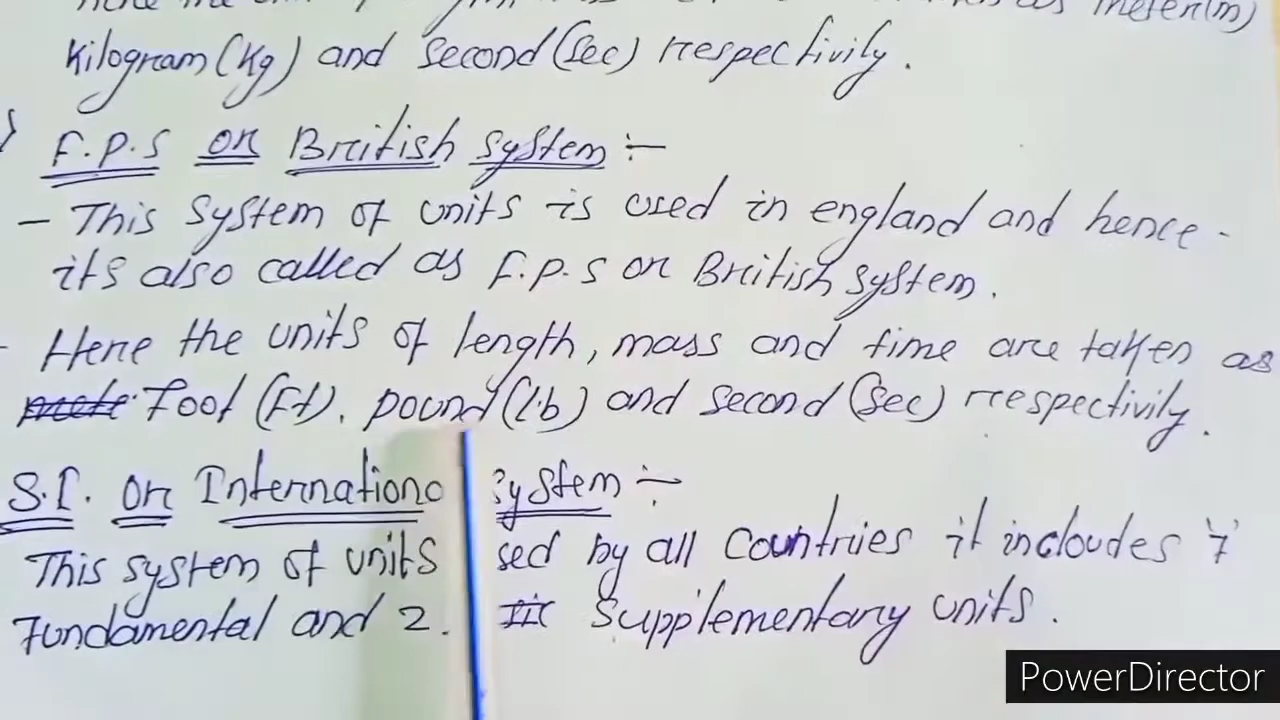 meter(m)
Kilogram(Kg) and second(Sec) respectivily.
F.P.S or British system :-
- This system of units is used in england and hence -
its also called as F.P.S or British system.
- Here the units of length, mass and time are taken as
Foot (Ft). pound(l.b) and second(Sec) respectivily.
S.I. or Internationa system :-
This system of units sed by all countries it includes 7
Fundamental and 2. Supplementary units.
PowerDirector